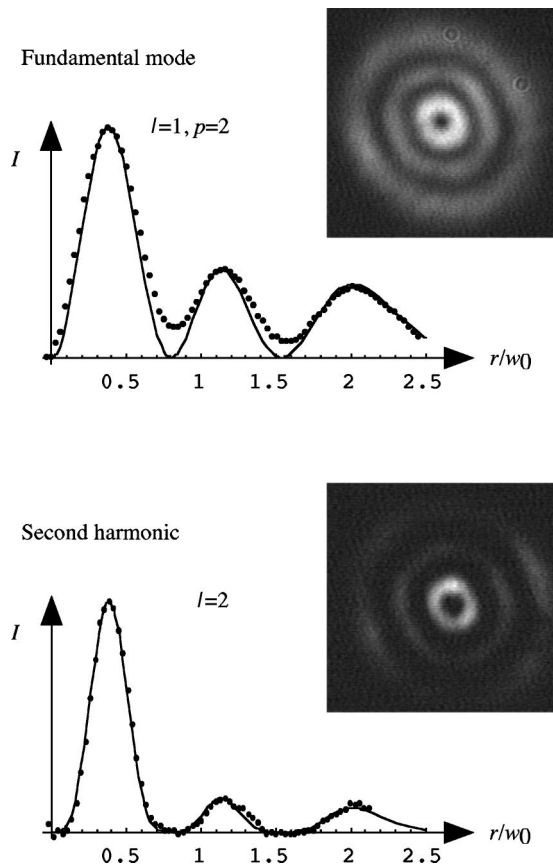 Fundamental mode
l=1, p=2
I
0.5 1 1.5 2 2.5
r/w0
Second harmonic
l=2
I
0.5 1 1.5 2 2.5
r/w0